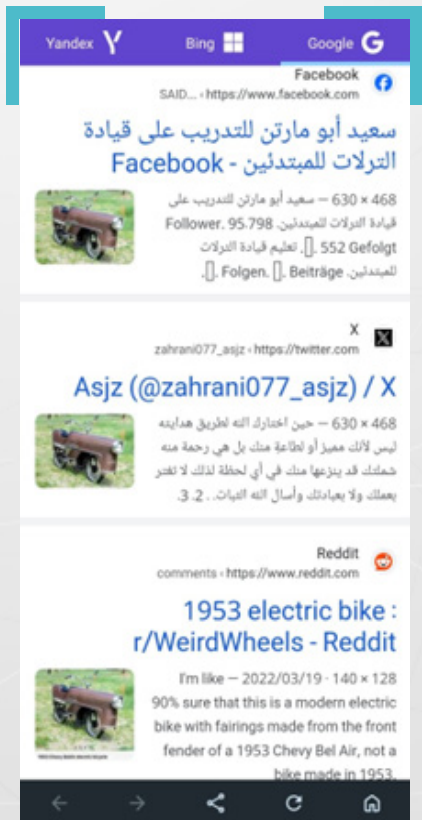 Yandex Bing Google
Facebook
SAID... › https://www.facebook.com
سعيد أبو مارتن للتدريب على قيادة
الترلات للمبتدئين - Facebook
630 × 468 — سعيد أبو مارتن للتدريب على
قيادة الترلات للمبتدئين. 95.798 Follower
552 Gefolgt. تعليم قيادة الترلات
للمبتدئين. Beiträge. Folgen.
X
zahrani077_asjz › https://twitter.com
Asjz (@zahrani077_asjz) / X
630 × 468 — حين اختارك الله لطريق هدايته
ليس لأنك مميز أو لطاعةٍ منك بل هي رحمة منه
شملتك قد ينزعها منك في أي لحظة لذلك لا تغتر
بعملك ولا بعبادتك وأسأل الله الثبات. . 2. 3.
Reddit
comments › https://www.reddit.com
1953 electric bike :
r/WeirdWheels - Reddit
I'm like — 2022/03/19 · 140 × 128
90% sure that this is a modern electric
bike with fairings made from the front
fender of a 1953 Chevy Bel Air, not a
bike made in 1953.